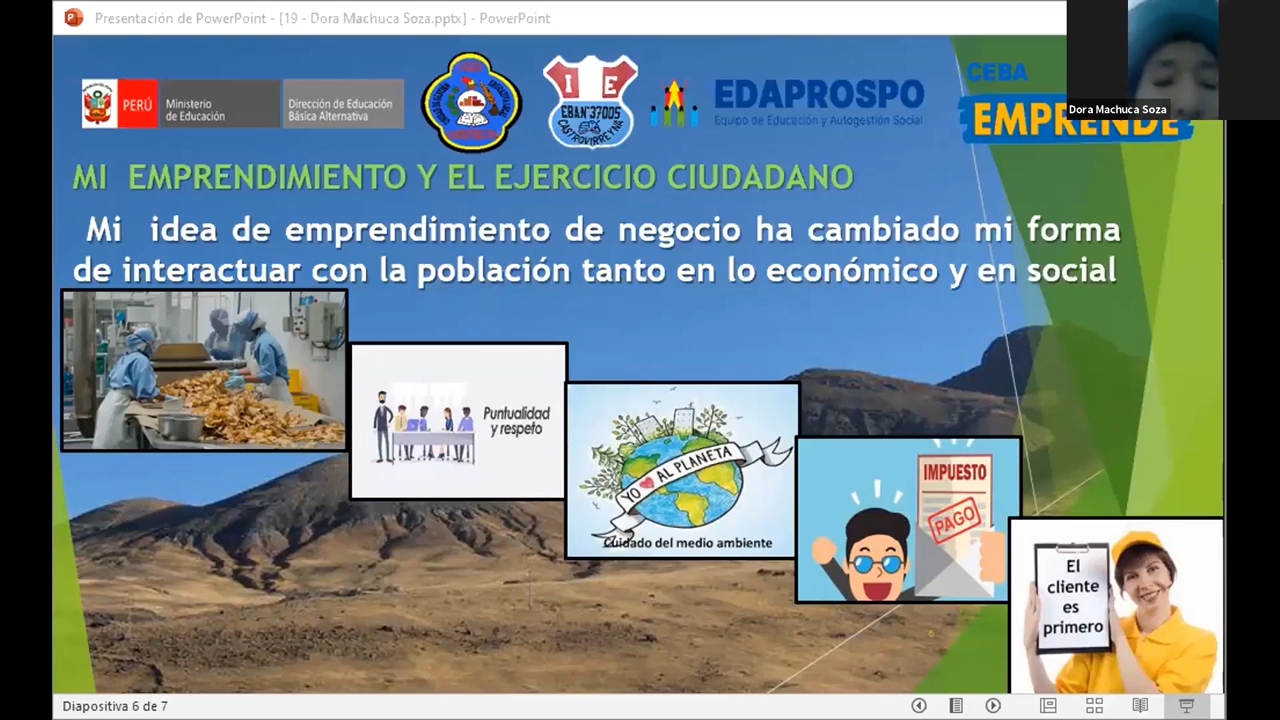 Presentación de PowerPoint - [19 - Dora Machuca Soza.pptx] - PowerPoint
PERÚ
Ministerio
de Educación
Dirección de Educación
Básica Alternativa
I E
EBAN°37005
CASTROVIRREYNA
EDAPROSPO
Equipo de Educación y Autogestión Social
CEBA
EMPRENDE
Dora Machuca Soza
MI EMPRENDIMIENTO Y EL EJERCICIO CIUDADANO
Mi idea de emprendimiento de negocio ha cambiado mi forma
de interactuar con la población tanto en lo económico y en social
Puntualidad
y respeto
YO AL PLANETA
Cuidado del medio ambiente
IMPUESTO
PAGO
El
cliente
es
primero
Diapositiva 6 de 7